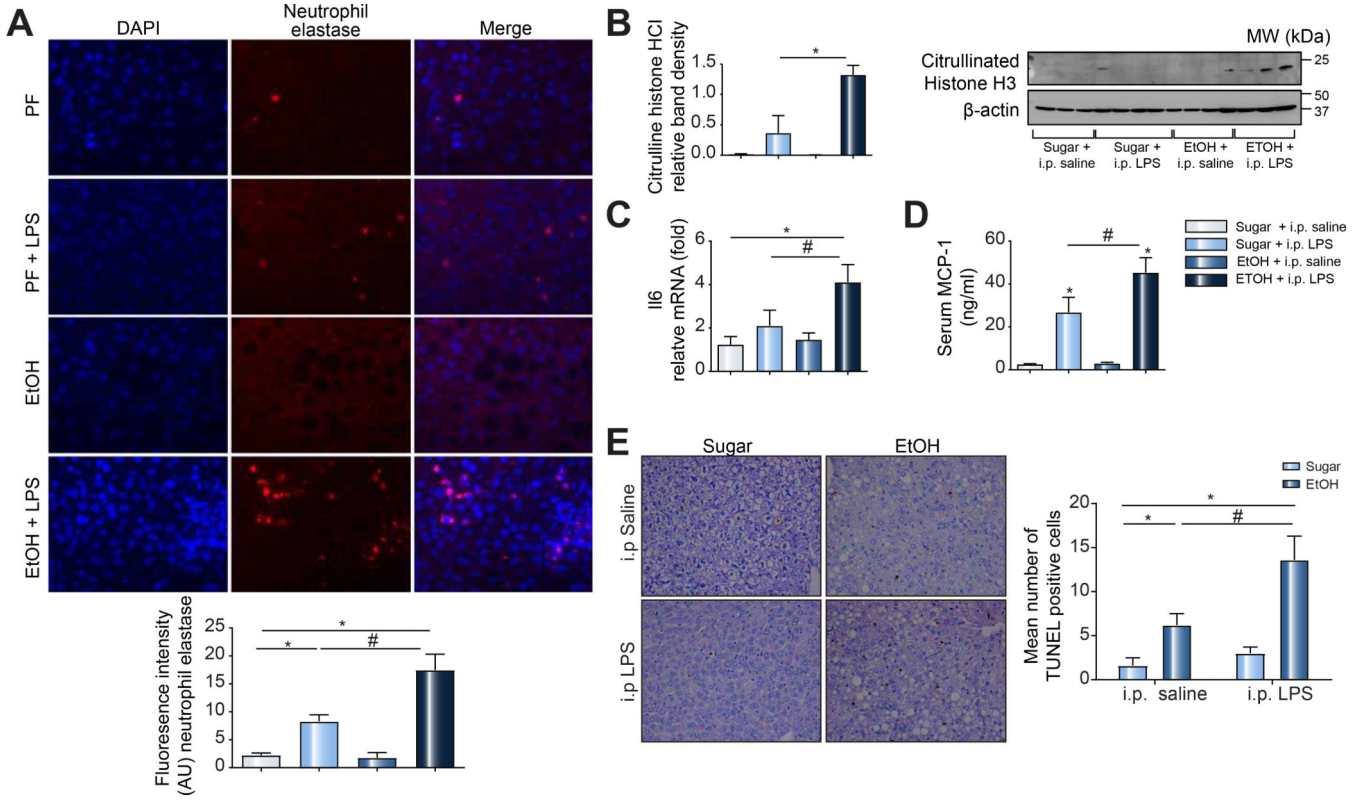 A
DAPI
Neutrophil
elastase
Merge
PF
PF + LPS
EtOH
EtOH + LPS
Fluoresence intensity
(AU) neutrophil elastase
25
20
15
10
5
0
*
*
#
B
Citrulline histone HCI
relative band density
1.5
1.0
0.5
0.0
*
MW (kDa)
Citrullinated
Histone H3
β-actin
25
50
37
Sugar +
i.p. saline
Sugar +
i.p. LPS
EtOH +
i.p. saline
ETOH +
i.p. LPS
C
Il6
relatve mRNA (fold)
6
4
2
0
*
#
D
Serum MCP-1
(ng/ml)
60
40
20
0
*
#
*
Sugar + i.p. saline
Sugar + i.p. LPS
EtOH + i.p. saline
ETOH + i.p. LPS
E
Sugar
EtOH
i.p Saline
i.p LPS
Sugar
EtOH
Mean number of
TUNEL positive cells
20
15
10
5
0
*
*
#
i.p. saline
i.p. LPS